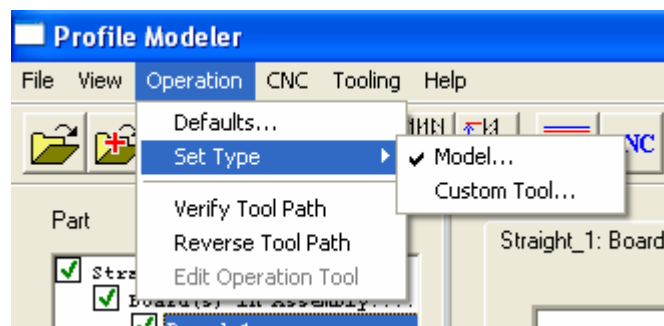 Profile Modeler
File View Operation CNC Tooling Help
Defaults...
Set Type
Model...
NC
Custom Tool...
Verify Tool Path
Part
Reverse Tool Path
Straight_1: Board
Edit Operation Tool